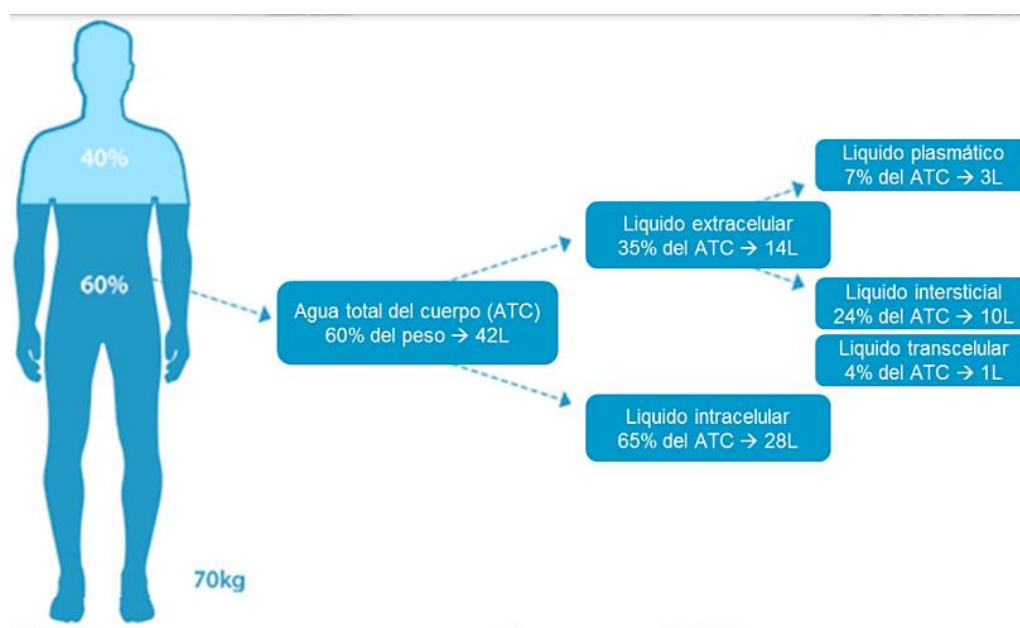 40%
60%
70kg
Agua total del cuerpo (ATC)
60% del peso → 42L
Liquido extracelular
35% del ATC → 14L
Liquido intracelular
65% del ATC → 28L
Liquido plasmático
7% del ATC → 3L
Liquido intersticial
24% del ATC → 10L
Liquido transcelular
4% del ATC → 1L